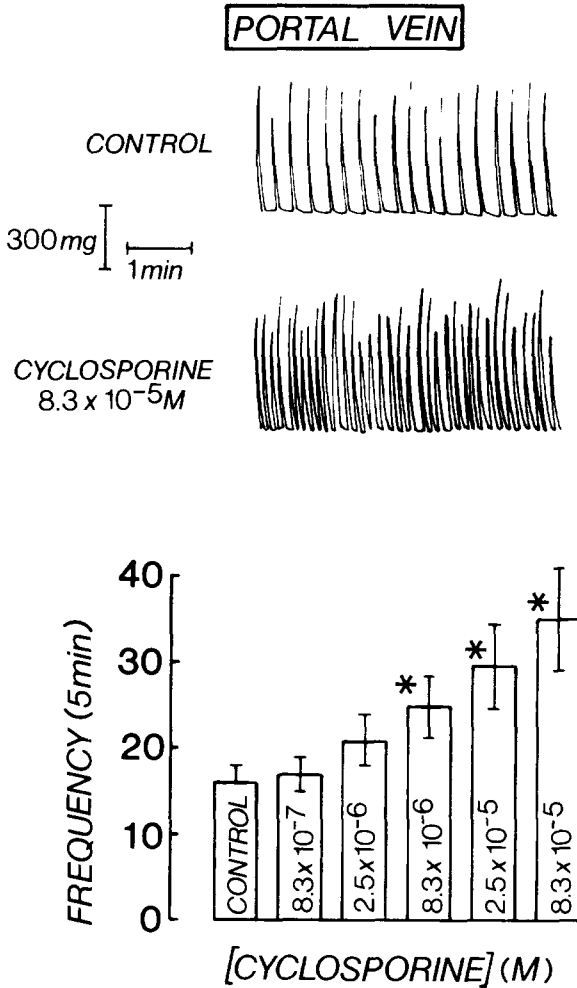 PORTAL VEIN
CONTROL
300mg
1min
CYCLOSPORINE
8.3 x 10⁻⁵M
FREQUENCY (5min)
40
30
20
10
0
CONTROL
8.3x10⁻⁷
2.5x10⁻⁶
* 8.3x10⁻⁶
* 2.5x10⁻⁵
* 8.3x10⁻⁵
[CYCLOSPORINE] (M)